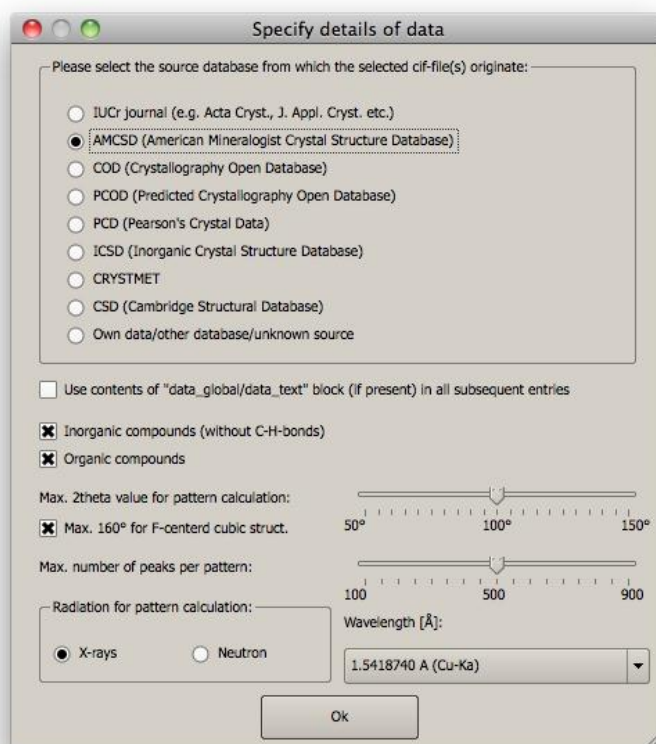 Specify details of data
Please select the source database from which the selected cif-file(s) originate:
IUCr journal (e.g. Acta Cryst., J. Appl. Cryst. etc.)
AMCSD (American Mineralogist Crystal Structure Database)
COD (Crystallography Open Database)
PCOD (Predicted Crystallography Open Database)
PCD (Pearson's Crystal Data)
ICSD (Inorganic Crystal Structure Database)
CRYSTMET
CSD (Cambridge Structural Database)
Own data/other database/unknown source
Use contents of "data_global/data_text" block (if present) in all subsequent entries
Inorganic compounds (without C-H-bonds)
Organic compounds
Max. 2theta value for pattern calculation:
Max. 160° for F-centerd cubic struct.
50° 100° 150°
Max. number of peaks per pattern:
100 500 900
Radiation for pattern calculation:
X-rays Neutron
Wavelength [Å]:
1.5418740 A (Cu-Ka)
Ok